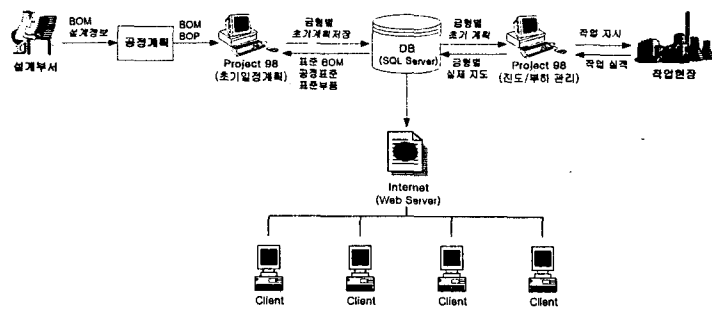 BOM
설계정보
설계부서
공정계획
BOM
BOP
Project 98
(초기일정계획)
금형별
초기계획저장
표준 BOM
공정표준
표준부품
DB
(SQL Server)
금형별
초기 계획
금형별
실제 지도
Project 98
(진도/부하 관리)
작업 지시
작업 실적
작업현장
Internet
(Web Server)
Client
Client
Client
Client